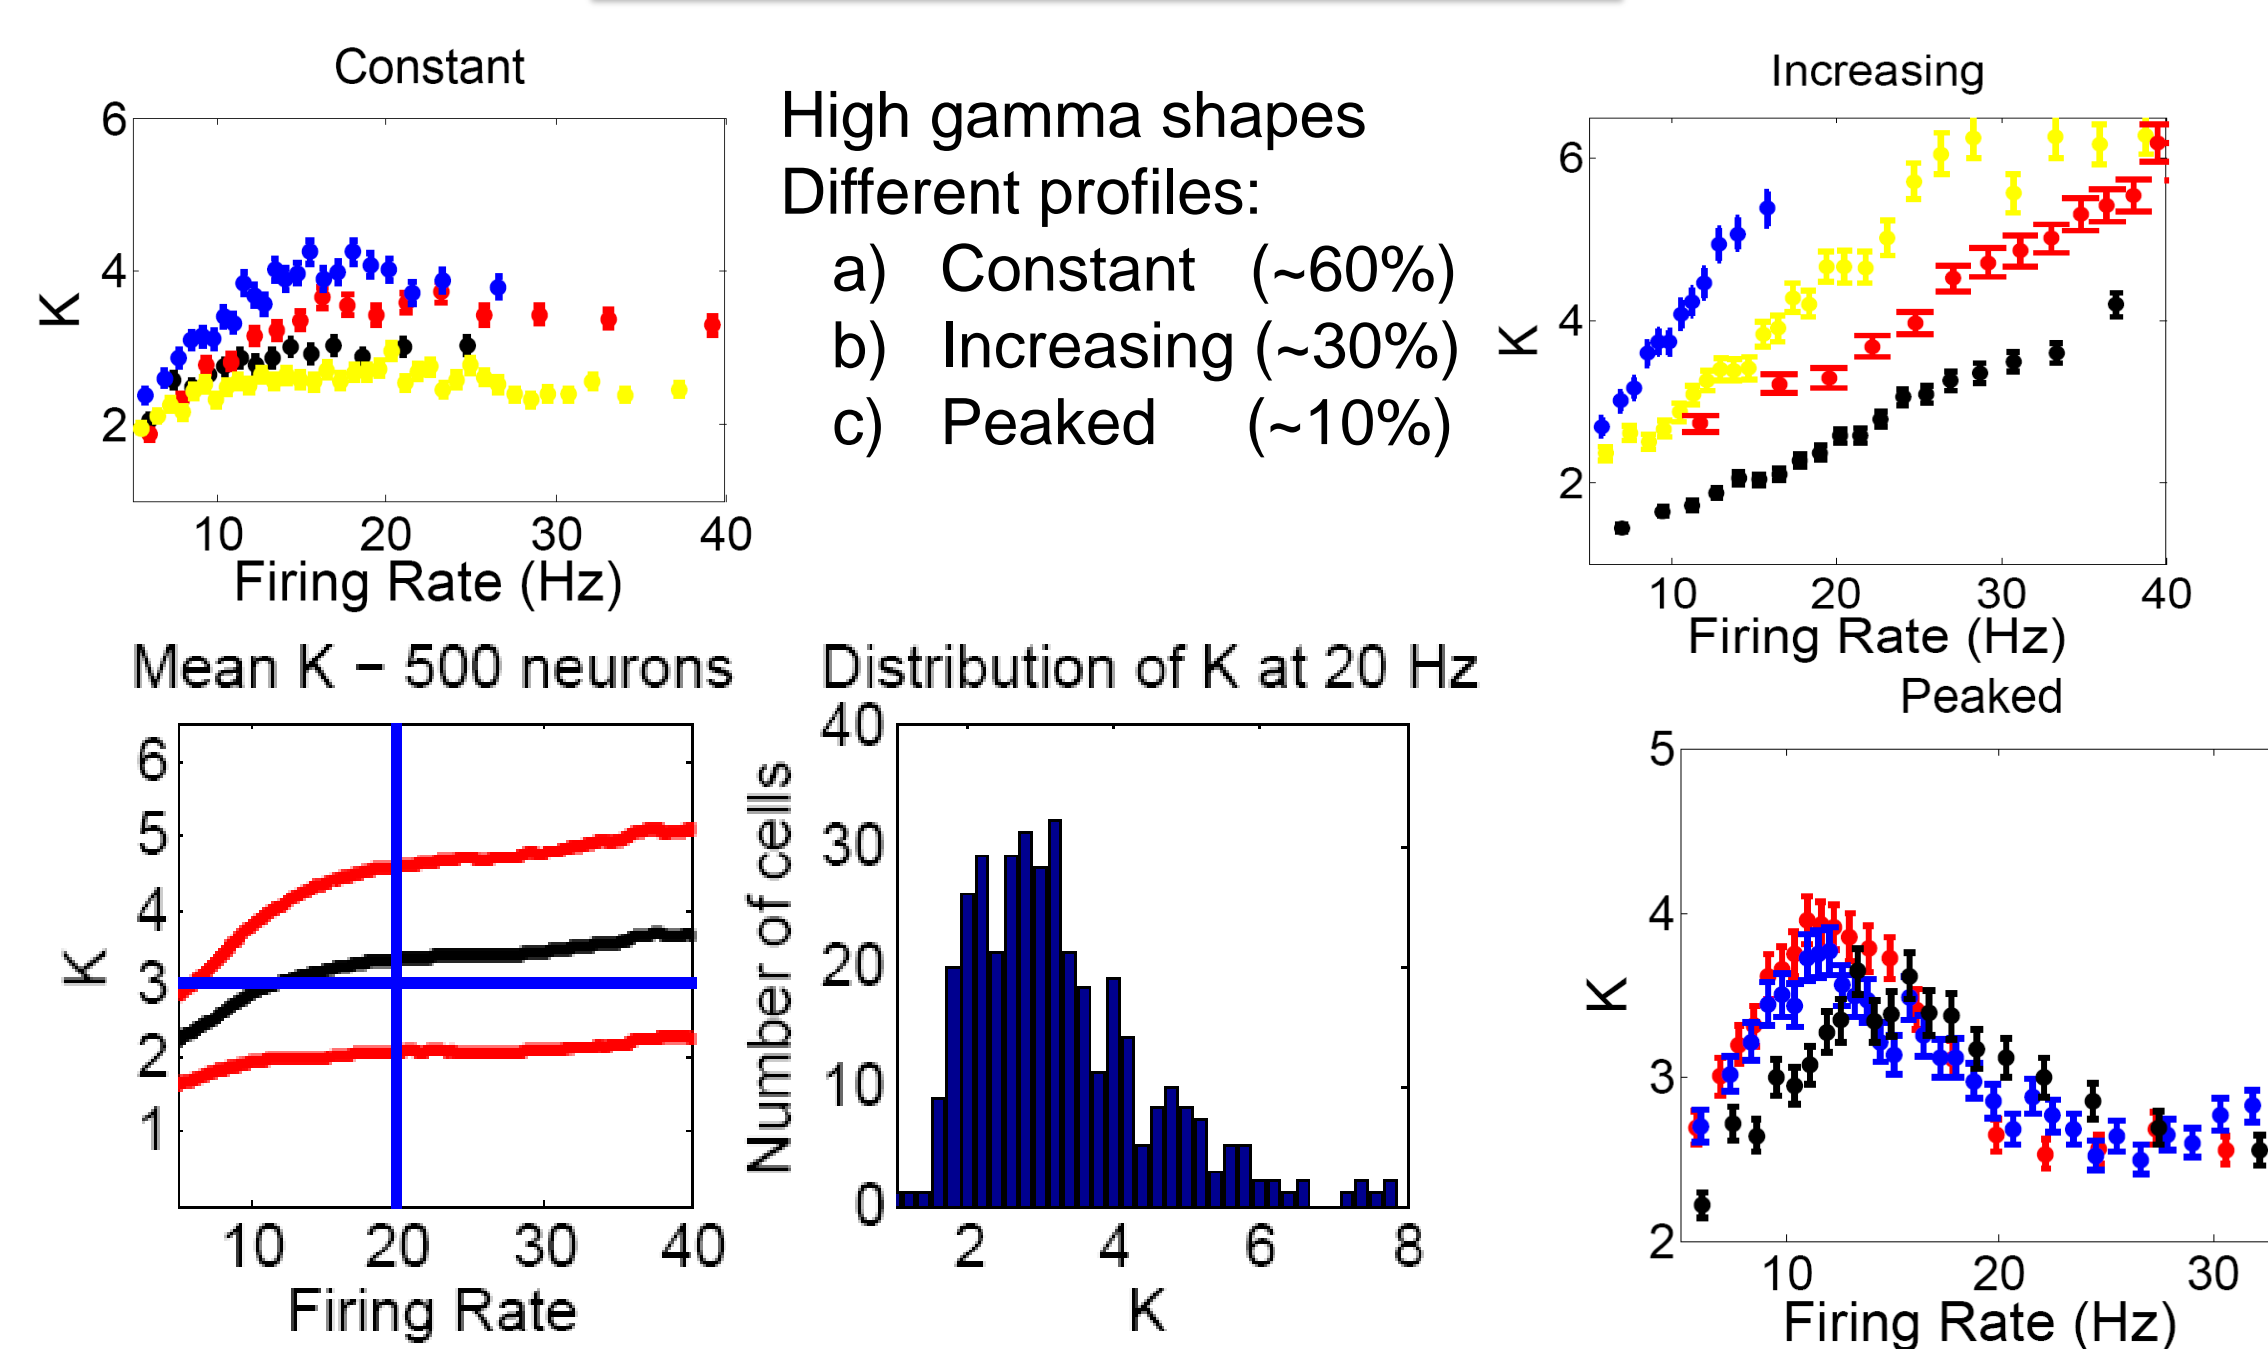 Constant
6
4
2
K
10 20 30 40
Firing Rate (Hz)
High gamma shapes
Different profiles:
a) Constant (~60%)
b) Increasing (~30%)
c) Peaked (~10%)
Increasing
6
4
2
K
10 20 30 40
Firing Rate (Hz)
Mean K – 500 neurons
6
5
4
3
2
1
K
10 20 30 40
Firing Rate
Distribution of K at 20 Hz
40
30
20
10
0
Number of cells
2 4 6 8
K
Peaked
5
4
3
2
K
10 20 30
Firing Rate (Hz)